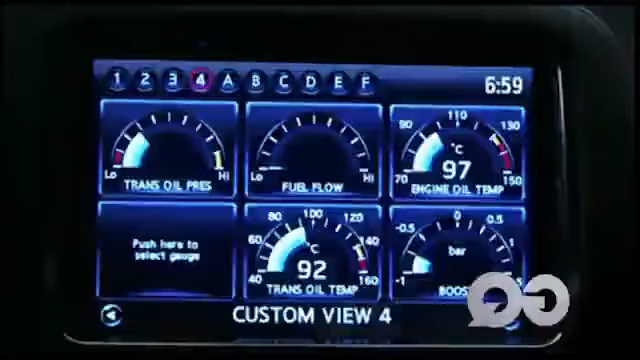 1 2 3 4 A B C D E F
6:59
Lo Hi
TRANS OIL PRES
Lo Hi
FUEL FLOW
70 90 110 130 150
°C
97
ENGINE OIL TEMP
Push here to
select gauge
40 60 80 100 120 140 160
°C
92
TRANS OIL TEMP
-1 -0.5 0 0.5 1
bar
CUSTOM VIEW 4